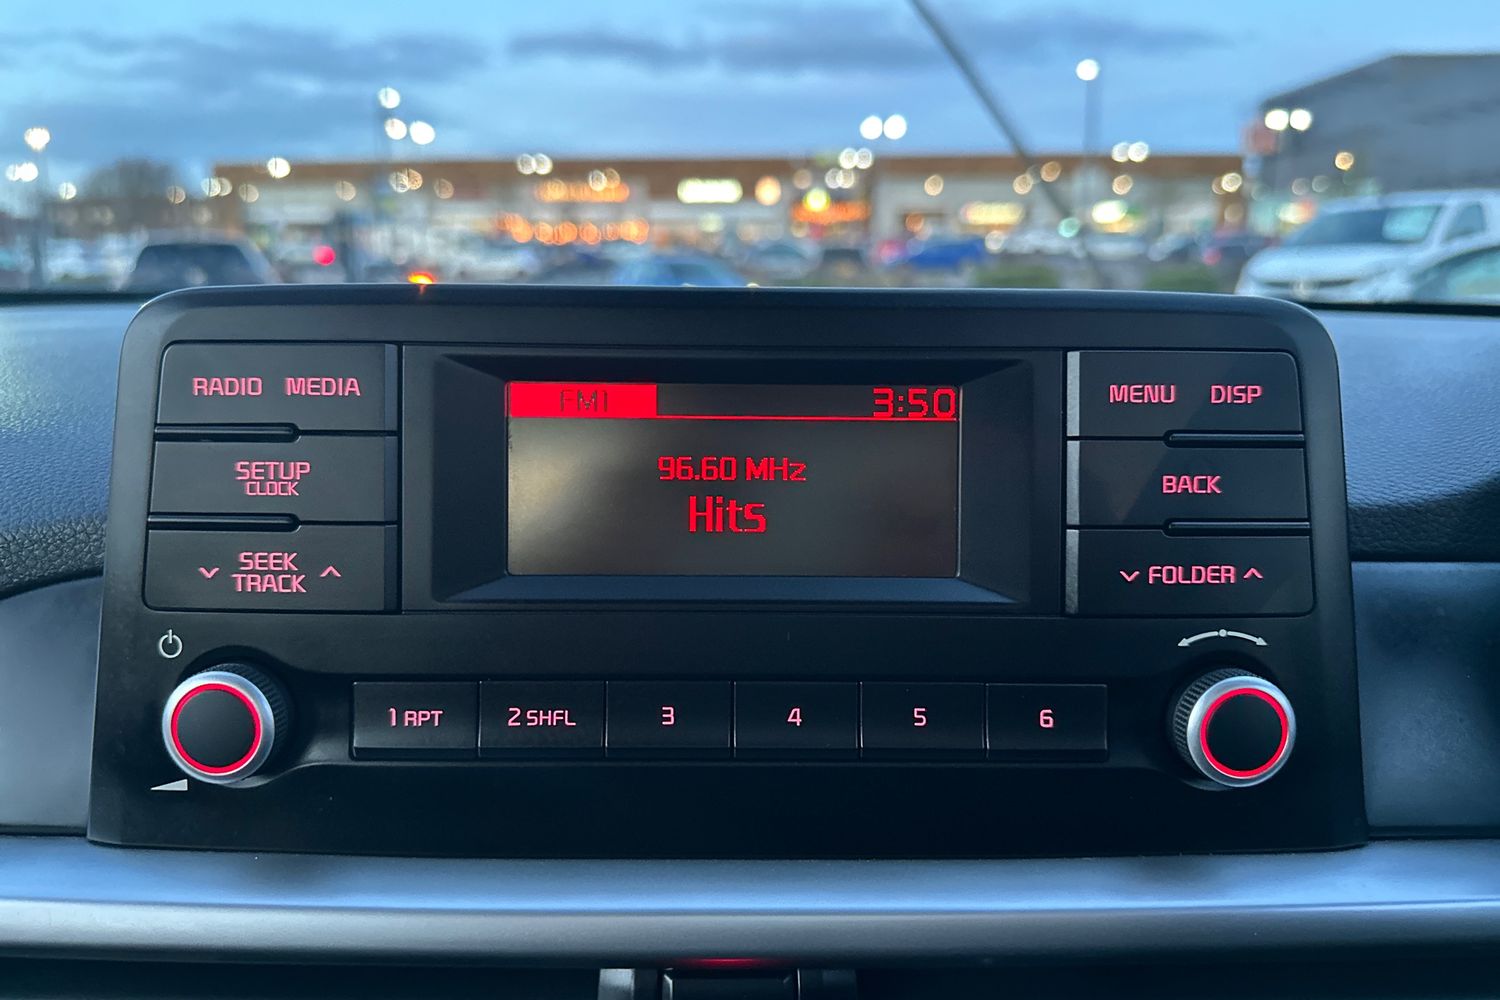 RADIO MEDIA
SETUP
CLOCK
SEEK
TRACK
FM1
3:50
96.60 MHz
Hits
MENU DISP
BACK
FOLDER
1 RPT
2 SHFL
3
4
5
6